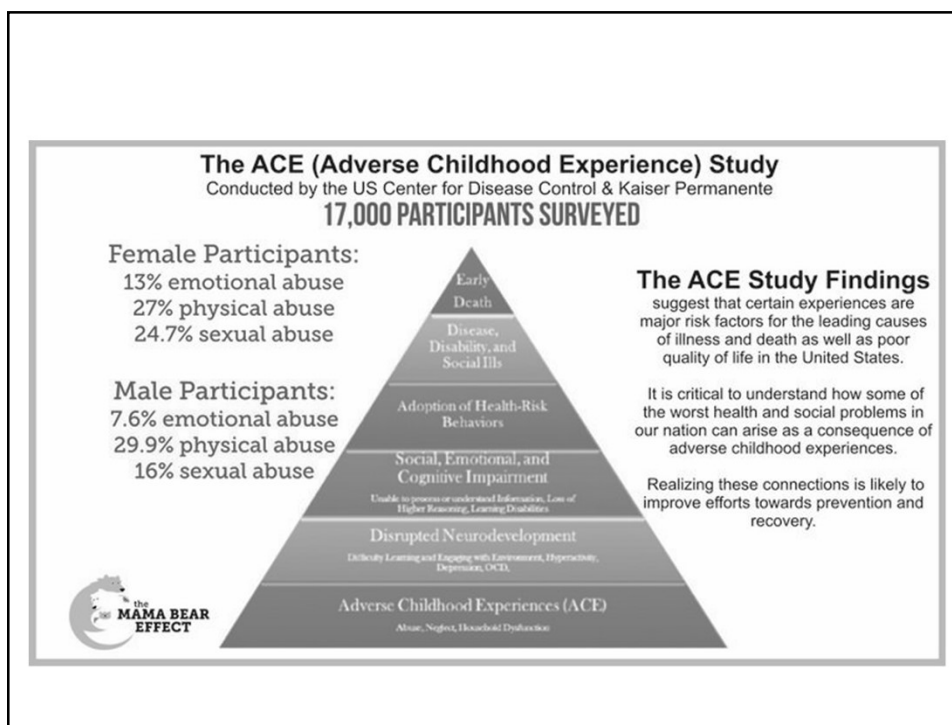 The ACE (Adverse Childhood Experience) Study
Conducted by the US Center for Disease Control & Kaiser Permanente
17,000 PARTICIPANTS SURVEYED
Female Participants:
13% emotional abuse
27% physical abuse
24.7% sexual abuse
Male Participants:
7.6% emotional abuse
29.9% physical abuse
16% sexual abuse
Early
Death
Disease,
Disability, and
Social Ills
Adoption of Health-Risk
Behaviors
Social, Emotional, and
Cognitive Impairment
Unable to process or understand Information, Loss of
Higher Reasoning, Learning Disabilities
Disrupted Neurodevelopment
Difficulty Learning and Engaging with Environment, Hyperactivity,
Depression, OCD,
Adverse Childhood Experiences (ACE)
Abuse, Neglect, Household Dysfunction
The ACE Study Findings
suggest that certain experiences are
major risk factors for the leading causes
of illness and death as well as poor
quality of life in the United States.
It is critical to understand how some of
the worst health and social problems in
our nation can arise as a consequence of
adverse childhood experiences.
Realizing these connections is likely to
improve efforts towards prevention and
recovery.
the
MAMA BEAR
EFFECT